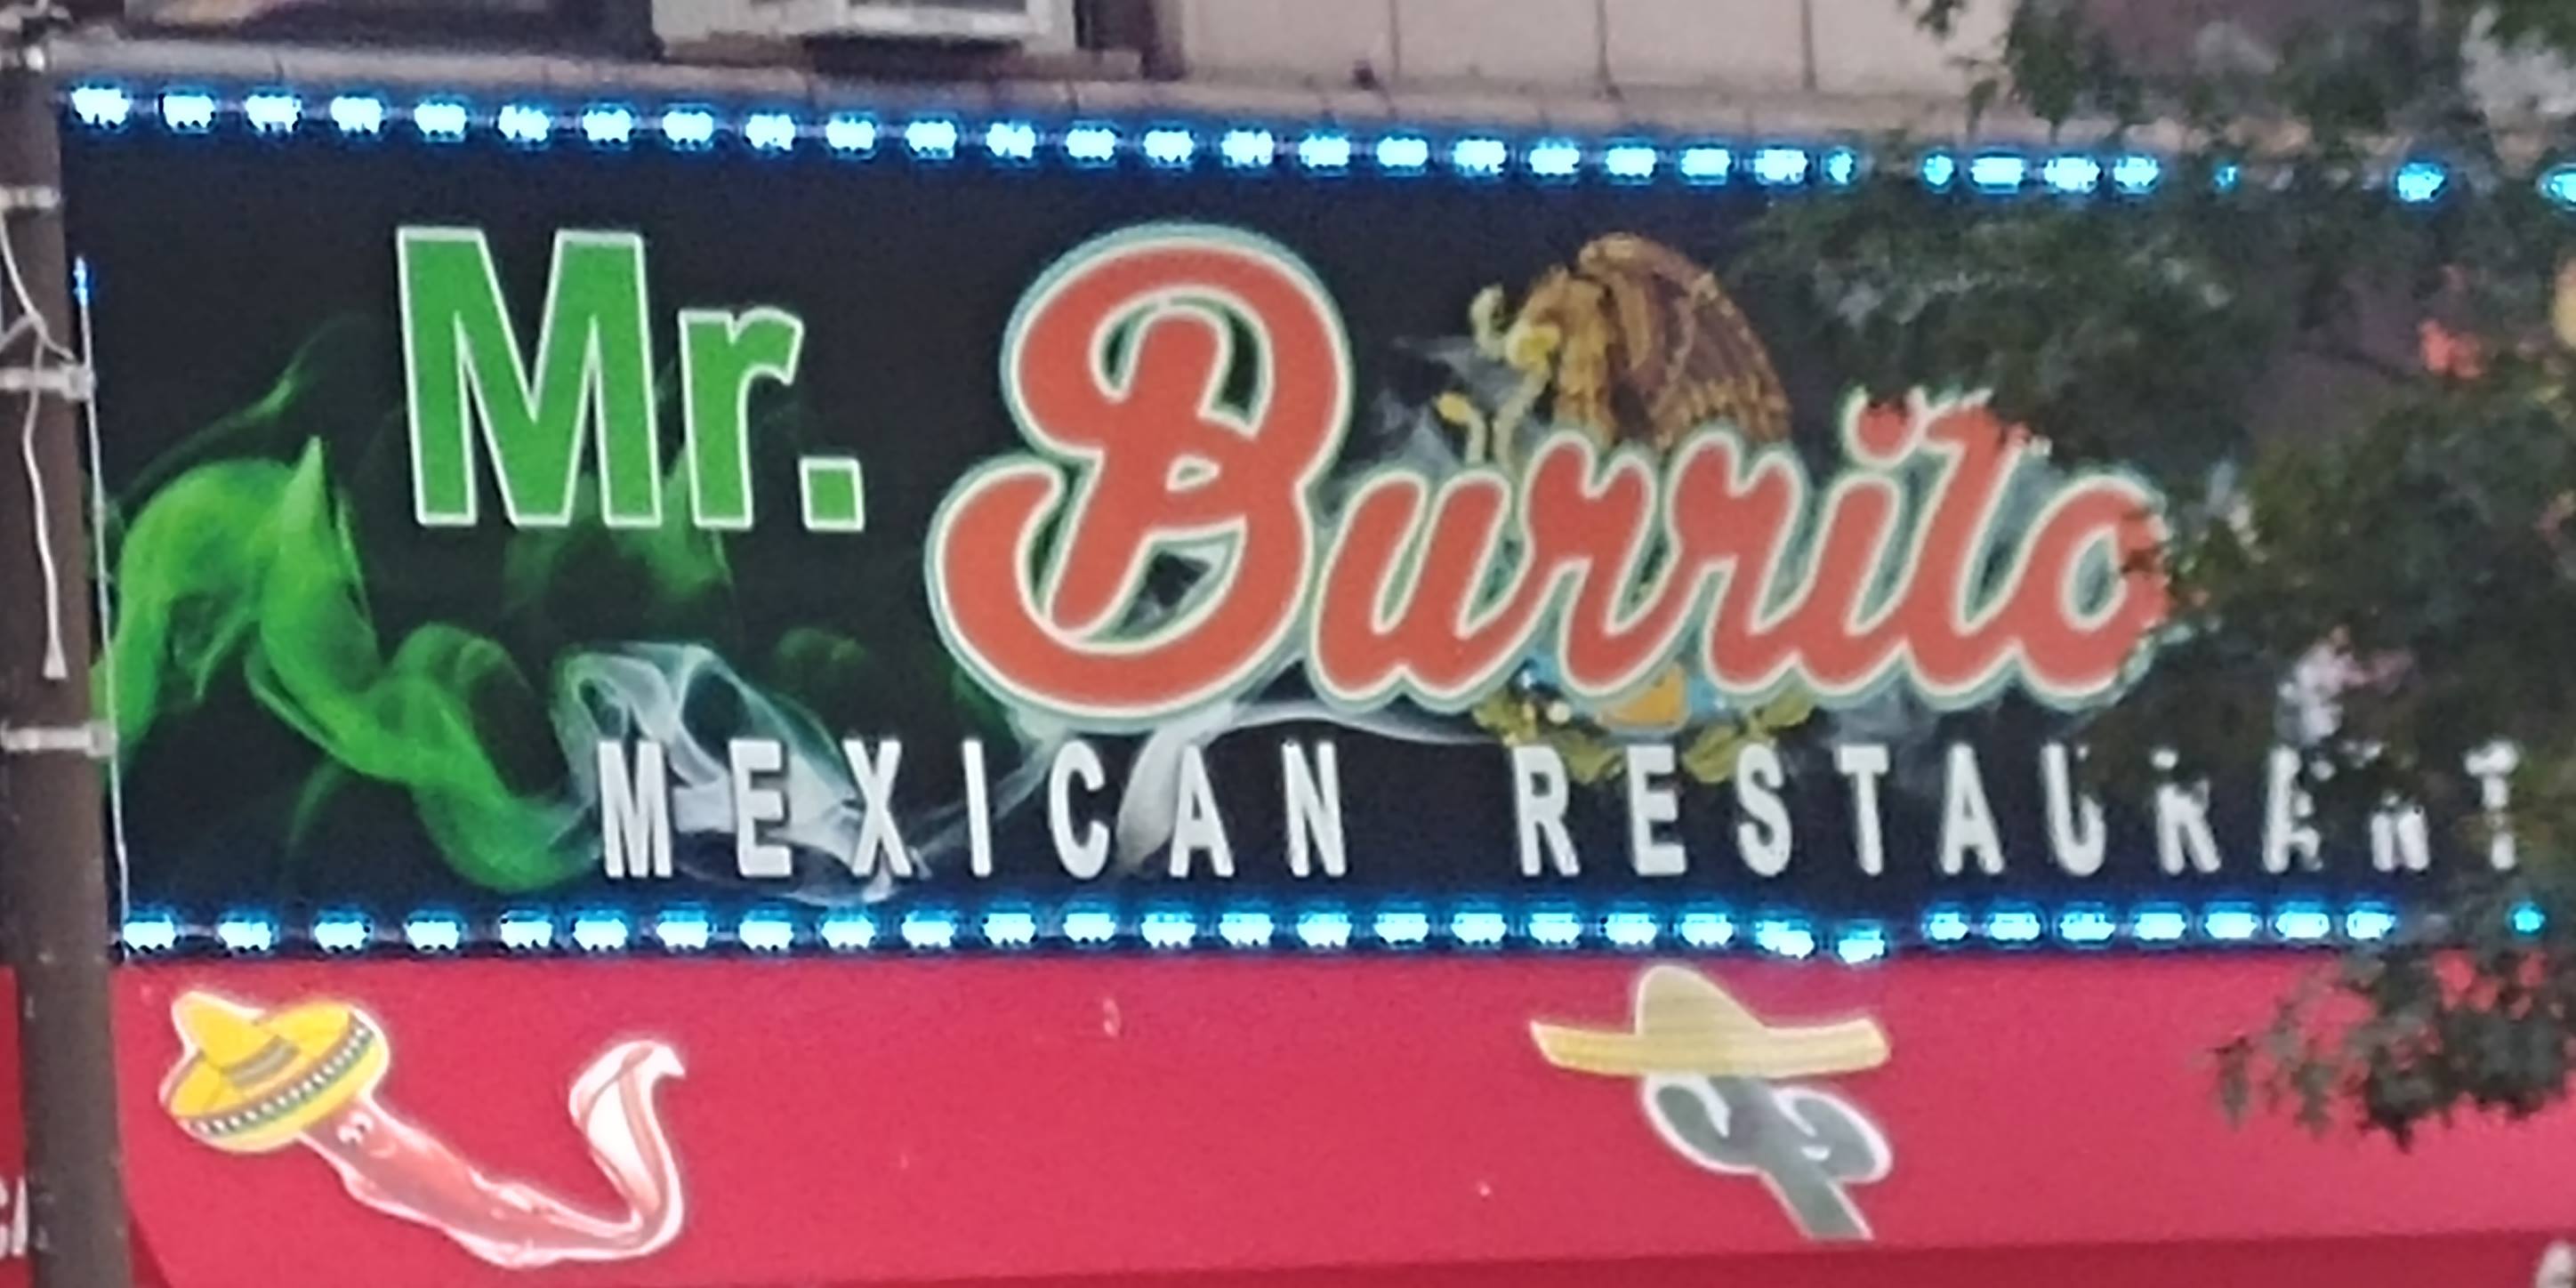 Mr. Burrito
MEXICAN RESTAURANT